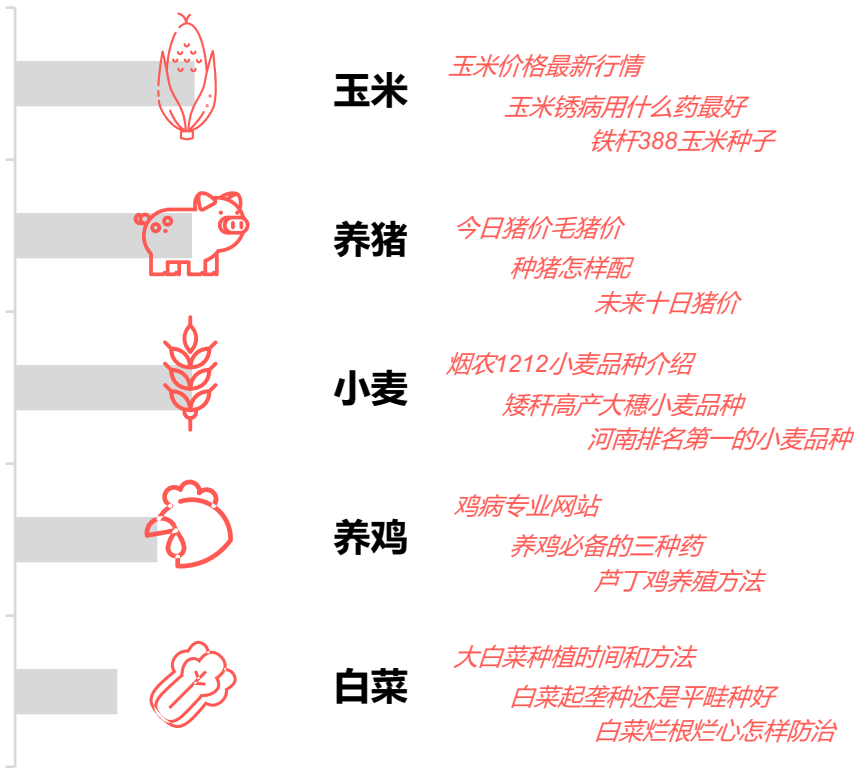 玉米
玉米价格最新行情
玉米锈病用什么药最好
铁杆388玉米种子
养猪
今日猪价毛猪价
种猪怎样配
未来十日猪价
小麦
烟农1212小麦品种介绍
矮秆高产大穗小麦品种
河南排名第一的小麦品种
养鸡
鸡病专业网站
养鸡必备的三种药
芦丁鸡养殖方法
白菜
大白菜种植时间和方法
白菜起垄种还是平畦种好
白菜烂根烂心怎样防治